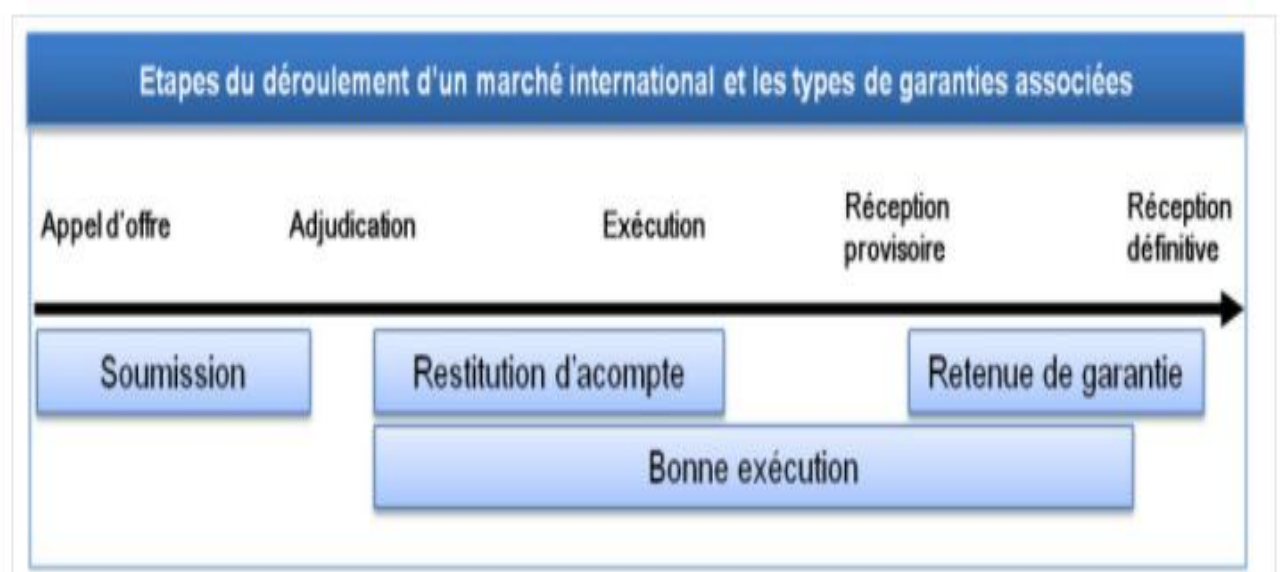 Etapes du déroulement d'un marché international et les types de garanties associées
Appel d'offre
Adjudication
Exécution
Réception
provisoire
Réception
définitive
Soumission
Restitution d'acompte
Retenue de garantie
Bonne exécution